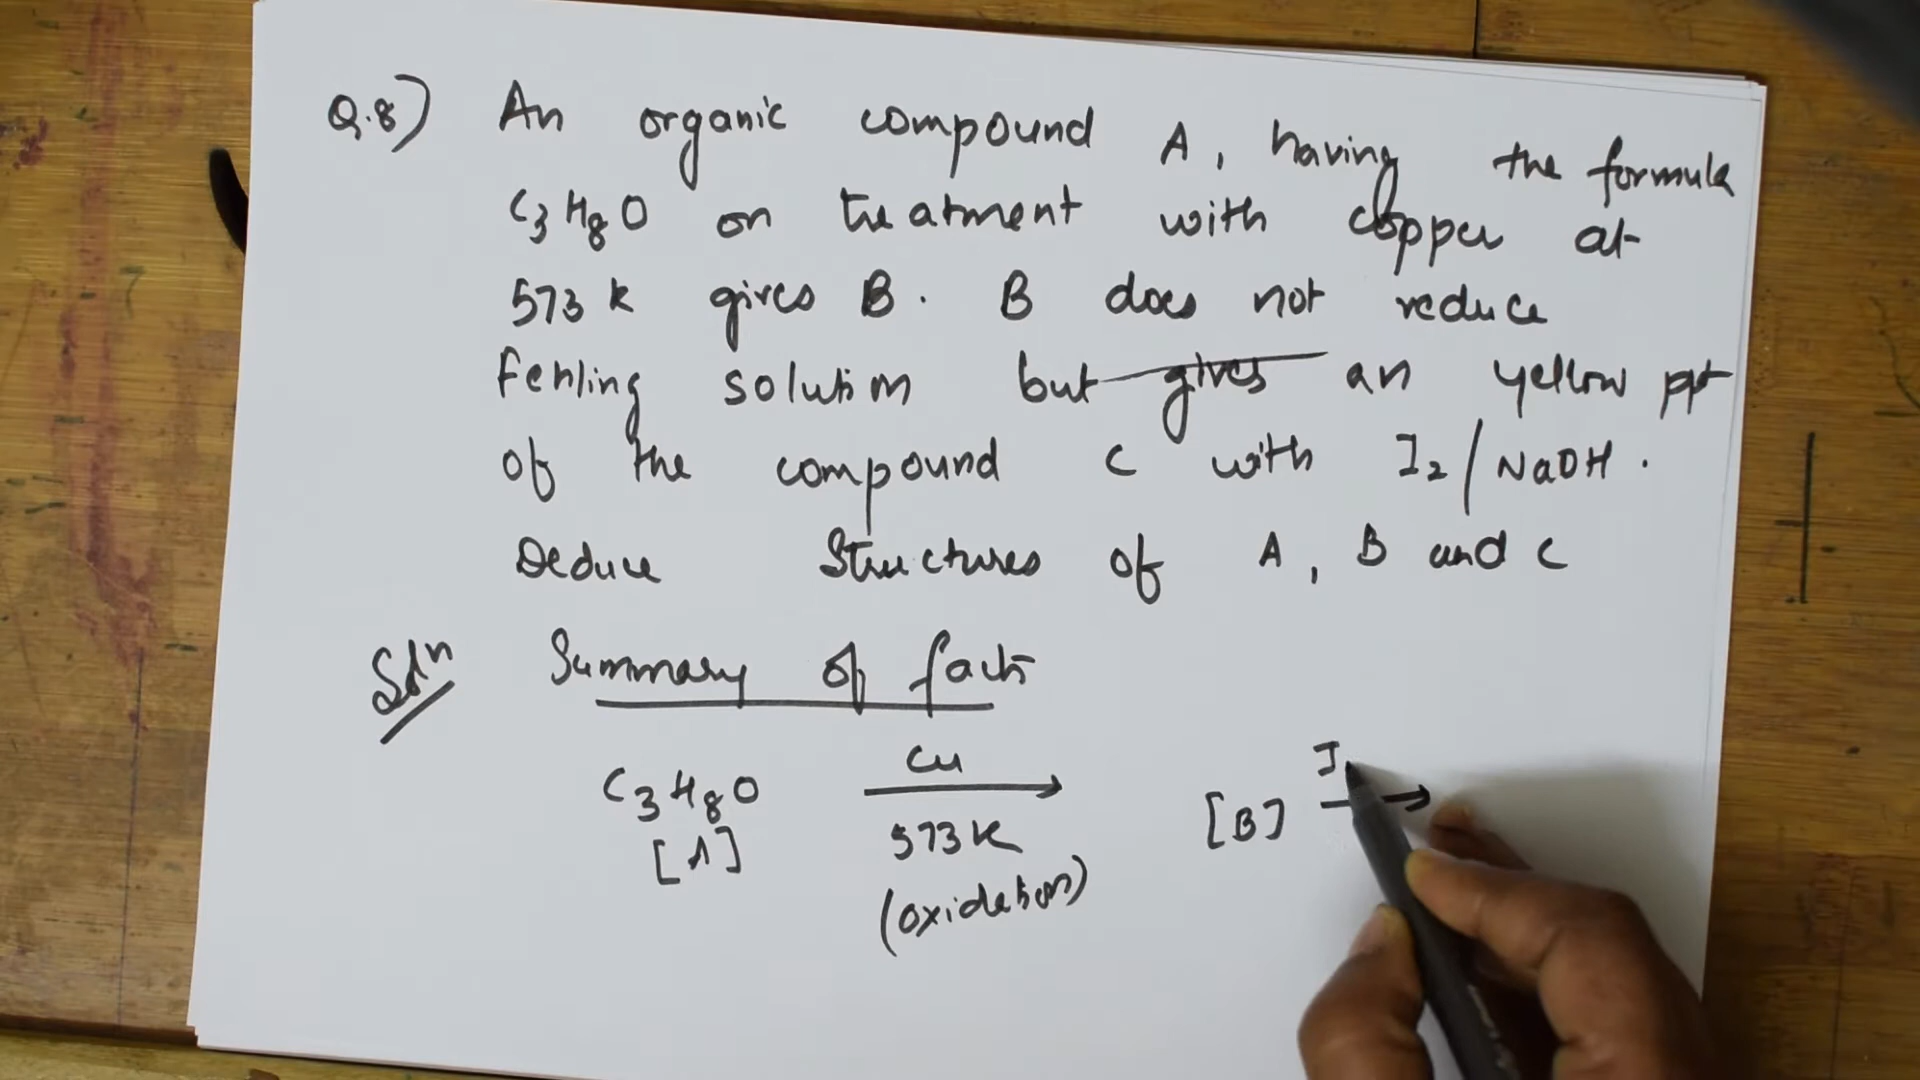 Q.8) An organic compound A, having the formula
C3H8O on treatment with copper at
573 K gives B. B does not reduce
Fehling solution but gives an yellow ppt
of the compound C with I2/NaOH.
Deduce Structures of A, B and C
Soln Summary of facts
C3H8O Cu [B] I
[A] 573K
(oxidation)